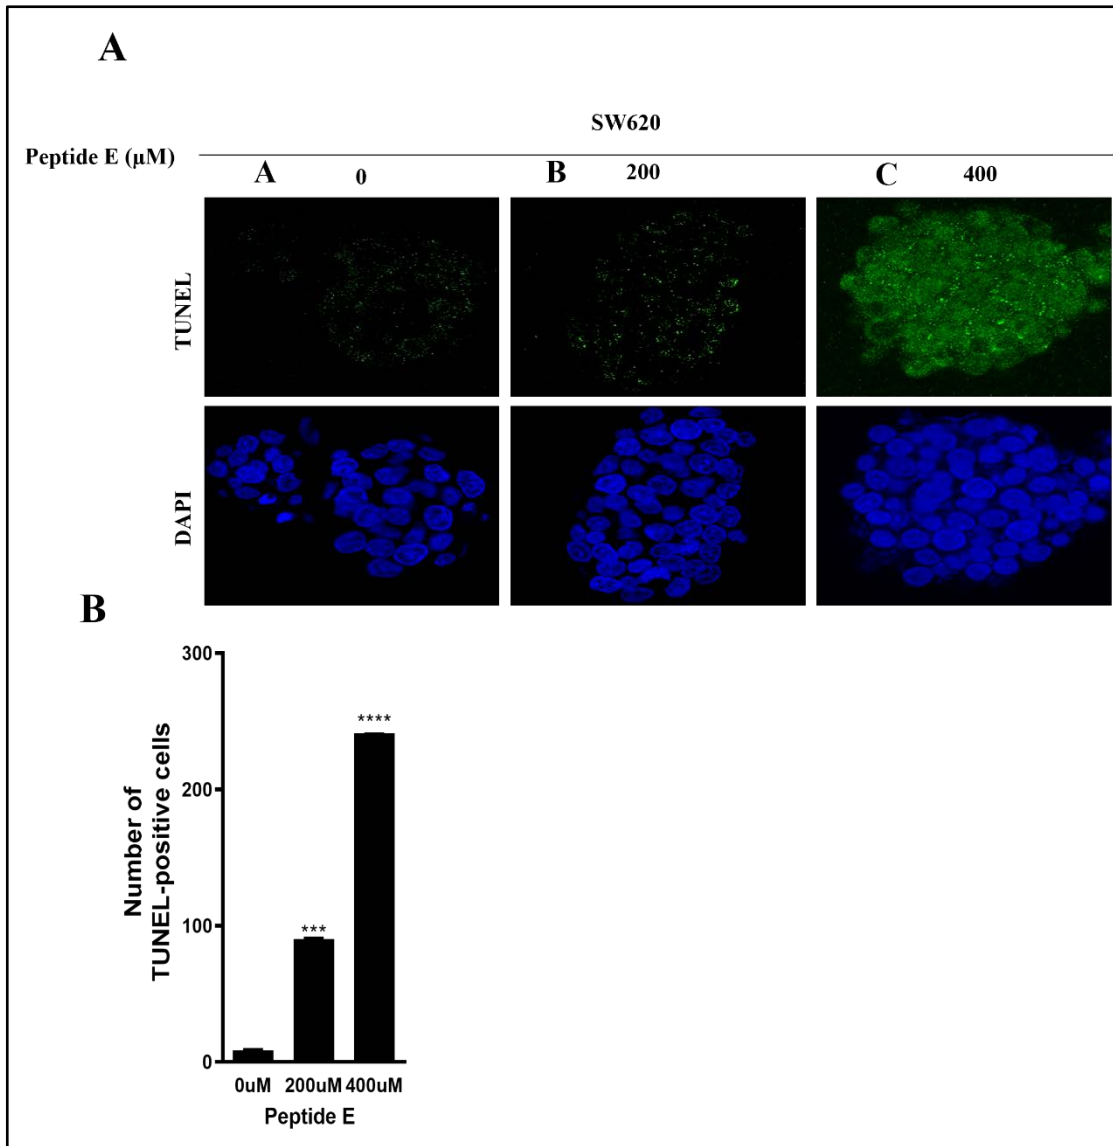 A
SW620
Peptide E (µM)
A 0 B 200 C 400
TUNEL
DAPI
B
300
200
100
0
Number of
TUNEL-positive cells
***
****
0uM 200uM 400uM
Peptide E